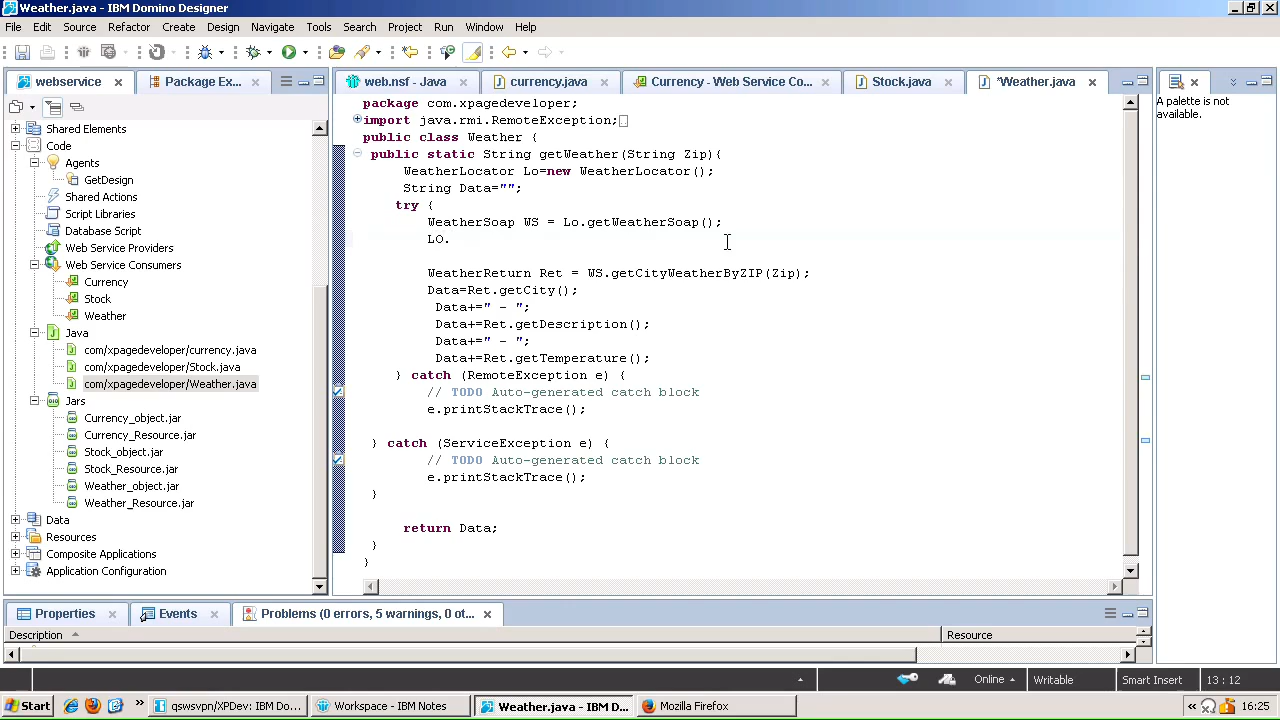 Weather.java - IBM Domino Designer
File Edit Source Refactor Create Design Navigate Tools Search Project Run Window Help
webservice Package Ex... web.nsf - Java currency.java Currency - Web Service Co... Stock.java *Weather.java
A palette is not available.
Shared Elements
Code
Agents
GetDesign
Shared Actions
Script Libraries
Database Script
Web Service Providers
Web Service Consumers
Currency
Stock
Weather
Java
com/xpagedeveloper/currency.java
com/xpagedeveloper/Stock.java
com/xpagedeveloper/Weather.java
Jars
Currency_object.jar
Currency_Resource.jar
Stock_object.jar
Stock_Resource.jar
Weather_object.jar
Weather_Resource.jar
Data
Resources
Composite Applications
Application Configuration
package com.xpagedeveloper;
import java.rmi.RemoteException;
public class Weather {
public static String getWeather(String Zip){
WeatherLocator Lo=new WeatherLocator();
String Data="";
try {
WeatherSoap WS = Lo.getWeatherSoap();
LO.
WeatherReturn Ret = WS.getCityWeatherByZIP(Zip);
Data=Ret.getCity();
Data+=" - ";
Data+=Ret.getDescription();
Data+=" - ";
Data+=Ret.getTemperature();
} catch (RemoteException e) {
// TODO Auto-generated catch block
e.printStackTrace();
} catch (ServiceException e) {
// TODO Auto-generated catch block
e.printStackTrace();
}
return Data;
}
}
Properties Events Problems (0 errors, 5 warnings, 0 ot...
Description Resource
Online Writable Smart Insert 13 : 12
Start qswsvpn/XPDev: IBM Do... Workspace - IBM Notes Weather.java - IBM D... Mozilla Firefox 16:25